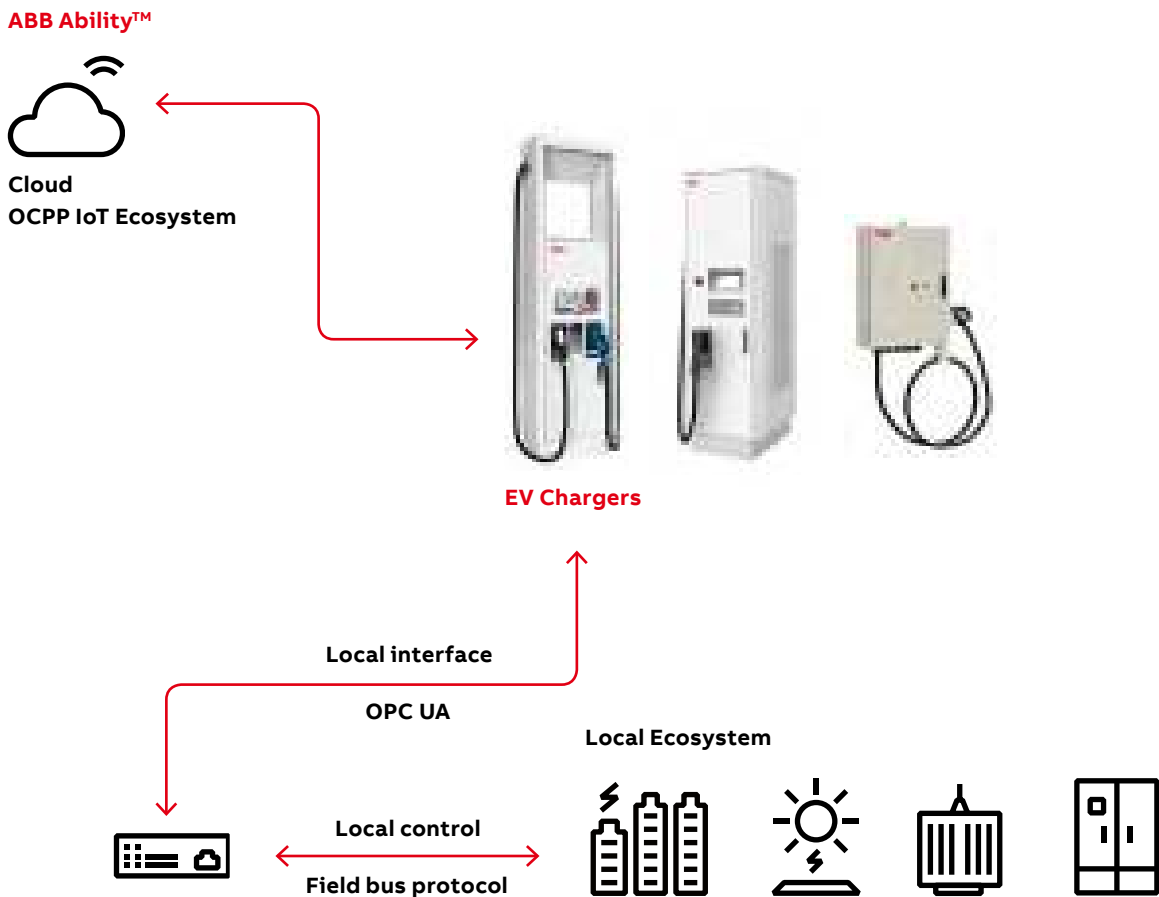 ABB Ability™
Cloud
OCPP IoT Ecosystem
EV Chargers
Local interface
OPC UA
Local Ecosystem
Local control
Field bus protocol